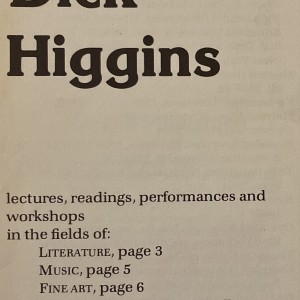 Dick
Higgins
lectures, readings, performances and
workshops
in the fields of:
LITERATURE, page 3
MUSIC, page 5
FINE ART, page 6